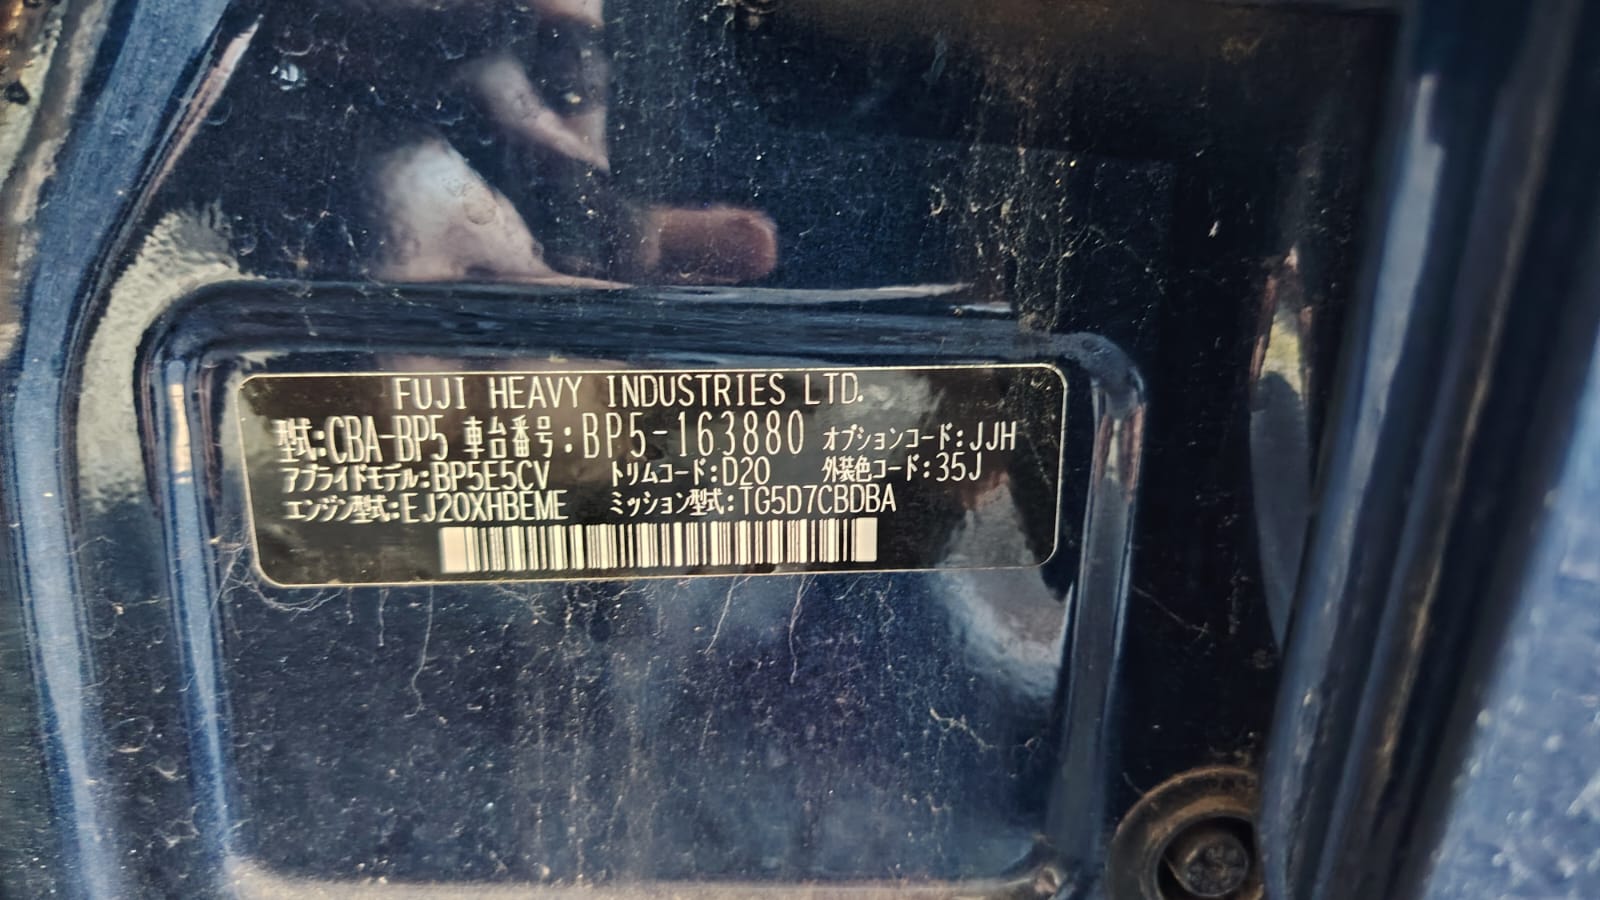 FUJI HEAVY INDUSTRIES LTD.
型式:CBA-BP5 車台番号:BP5-163880 オプションコード:JJH
アプライドモデル:BP5E5CV トリムコード:D20 外装色コード:35J
エンジン型式:EJ20XHBEME ミッション型式:TG5D7CBDBA